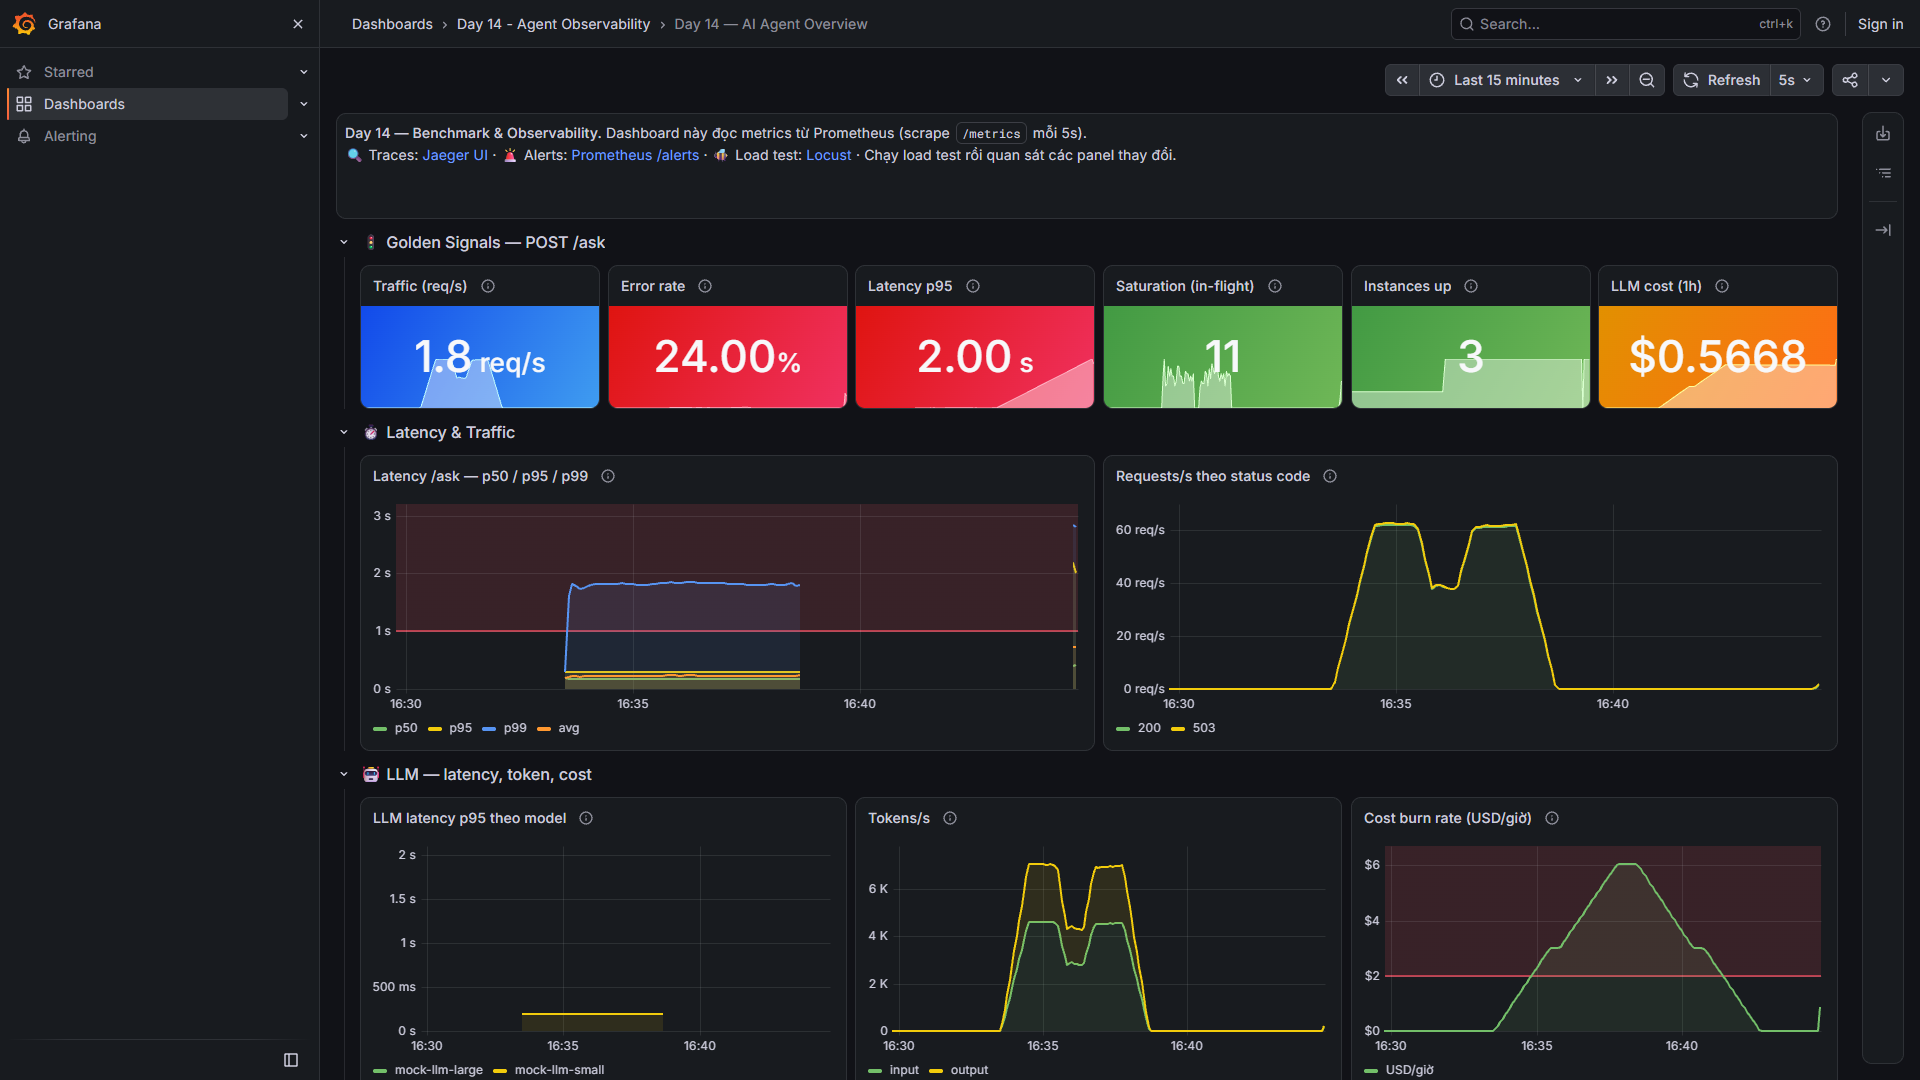 Grafana
Dashboards › Day 14 - Agent Observability › Day 14 — AI Agent Overview
Search... ctrl+k
Sign in
Starred
Dashboards
Alerting
Last 15 minutes
Refresh
5s
Day 14 — Benchmark & Observability. Dashboard này đọc metrics từ Prometheus (scrape /metrics mỗi 5s).
Traces: Jaeger UI · Alerts: Prometheus /alerts · Load test: Locust · Chạy load test rồi quan sát các panel thay đổi.
Golden Signals — POST /ask
Traffic (req/s)
1.8 req/s
Error rate
24.00%
Latency p95
2.00 s
Saturation (in-flight)
11
Instances up
3
LLM cost (1h)
$0.5668
Latency & Traffic
Latency /ask — p50 / p95 / p99
3 s
2 s
1 s
0 s
16:30 16:35 16:40
p50 p95 p99 avg
Requests/s theo status code
60 req/s
40 req/s
20 req/s
0 req/s
16:30 16:35 16:40
200 503
LLM — latency, token, cost
LLM latency p95 theo model
2 s
1.5 s
1 s
500 ms
0 s
16:30 16:35 16:40
mock-llm-large mock-llm-small
Tokens/s
6 K
4 K
2 K
0
16:30 16:35 16:40
input output
Cost burn rate (USD/giờ)
$6
$4
$2
$0
16:30 16:35 16:40
USD/giờ